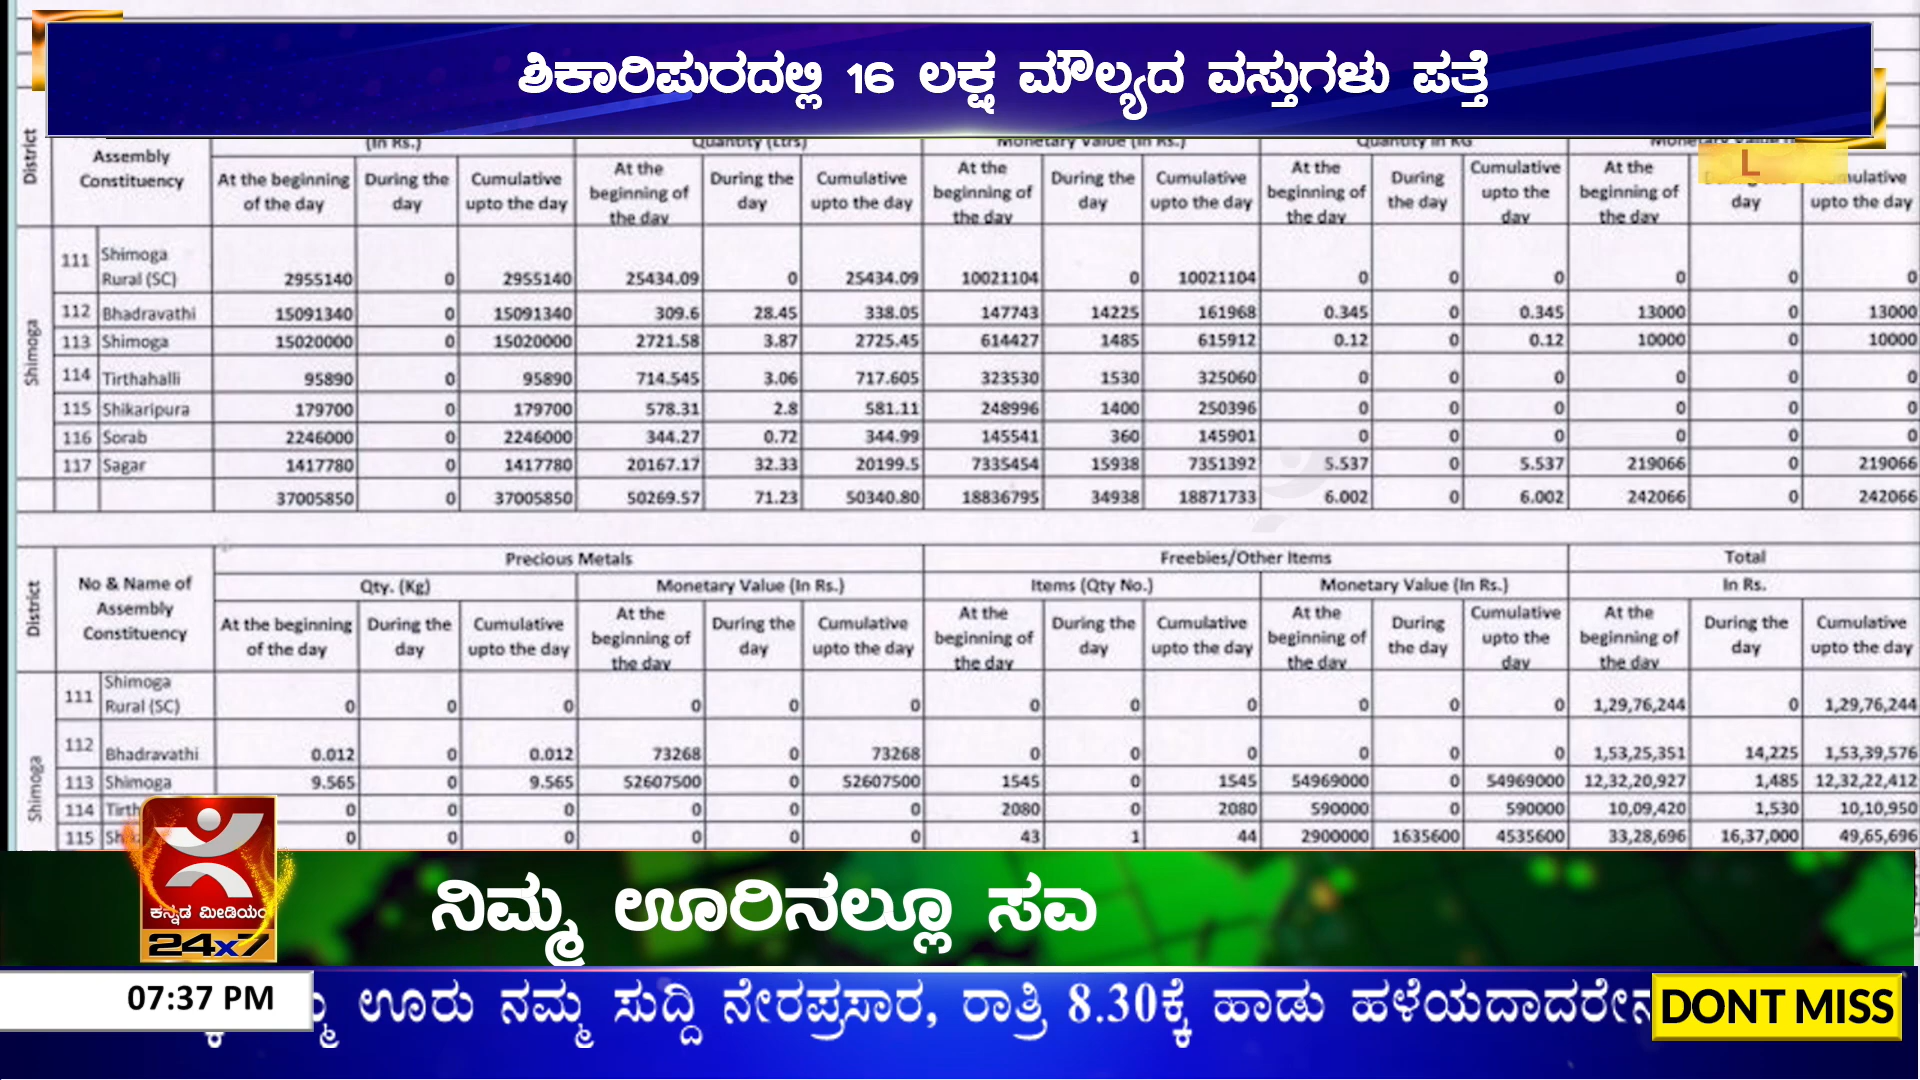 ಶಿಕಾರಿಪುರದಲ್ಲಿ 16 ಲಕ್ಷ ಮೌಲ್ಯದ ವಸ್ತುಗಳು ಪತ್ತೆ
L
(In Rs.) Quantity (Ltrs) Monetary Value (In Rs.) Quantity in KG
District Assembly Constituency At the beginning of the day During the day Cumulative upto the day At the beginning of the day During the day Cumulative upto the day At the beginning of the day During the day Cumulative upto the day At the beginning of the day During the day Cumulative upto the day At the beginning of the day day upto the day
Shimoga
111 Shimoga Rural (SC) 2955140 0 2955140 25434.09 0 25434.09 10021104 0 10021104 0 0 0 0 0 0
112 Bhadravathi 15091340 0 15091340 309.6 28.45 338.05 147743 14225 161968 0.345 0 0.345 13000 0 13000
113 Shimoga 15020000 0 15020000 2721.58 3.87 2725.45 614427 1485 615912 0.12 0 0.12 10000 0 10000
114 Tirthahalli 95890 0 95890 714.545 3.06 717.605 323530 1530 325060 0 0 0 0 0 0
115 Shikaripura 179700 0 179700 578.31 2.8 581.11 248996 1400 250396 0 0 0 0 0 0
116 Sorab 2246000 0 2246000 344.27 0.72 344.99 145541 360 145901 0 0 0 0 0 0
117 Sagar 1417780 0 1417780 20167.17 32.33 20199.5 7335454 15938 7351392 5.537 0 5.537 219066 0 219066
37005850 0 37005850 50269.57 71.23 50340.80 18836795 34938 18871733 6.002 0 6.002 242066 0 242066
Precious Metals Freebies/Other Items Total
District No & Name of Assembly Constituency Qty. (Kg) Monetary Value (In Rs.) Items (Qty No.) Monetary Value (In Rs.) In Rs.
At the beginning of the day During the day Cumulative upto the day At the beginning of the day During the day Cumulative upto the day At the beginning of the day During the day Cumulative upto the day At the beginning of the day During the day Cumulative upto the day At the beginning of the day During the day Cumulative upto the day
Shimoga
111 Shimoga Rural (SC) 0 0 0 0 0 0 0 0 0 0 0 0 1,29,76,244 0 1,29,76,244
112 Bhadravathi 0.012 0 0.012 73268 0 73268 0 0 0 0 0 0 1,53,25,351 14,225 1,53,39,576
113 Shimoga 9.565 0 9.565 52607500 0 52607500 1545 0 1545 54969000 0 54969000 12,32,20,927 1,485 12,32,22,412
114 0 0 0 0 0 0 2080 0 2080 590000 0 590000 10,09,420 1,530 10,10,950
115 0 0 0 0 0 0 43 1 44 2900000 1635600 4535600 33,28,696 16,37,000 49,65,696
ಕನ್ನಡ ಮೀಡಿಯಂ
24x7
ನಿಮ್ಮ ಊರಿನಲ್ಲೂ ಸವಿ
07:37 PM
ಊರು ನಮ್ಮ ಸುದ್ದಿ ನೇರಪ್ರಸಾರ, ರಾತ್ರಿ 8.30ಕ್ಕೆ ಹಾಡು ಹಳೆಯದಾದರೇನ
DONT MISS